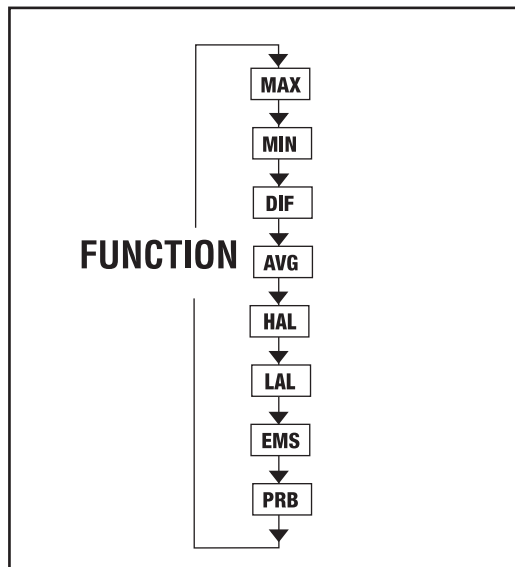 MAX
MIN
DIF
FUNCTION
AVG
HAL
LAL
EMS
PRB